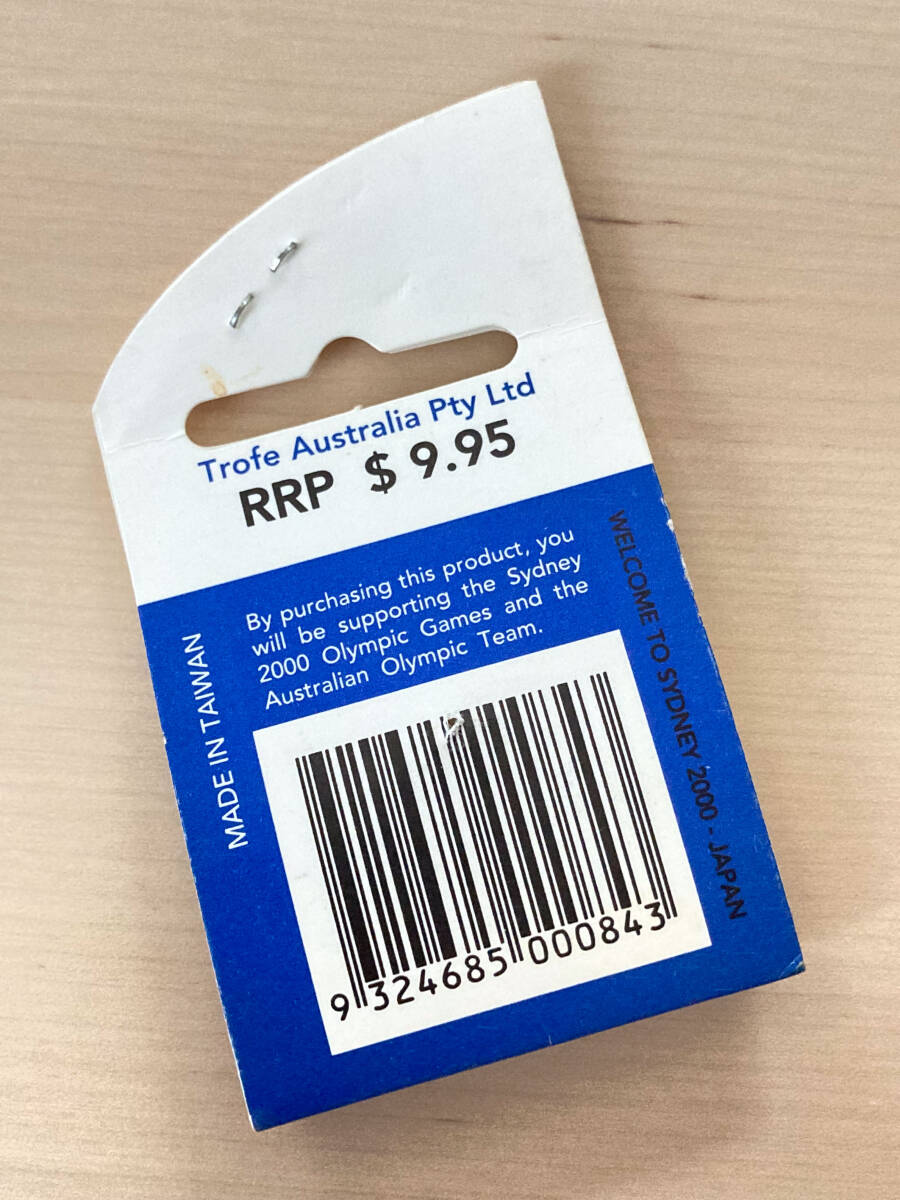 Trofe Australia Pty Ltd
RRP $ 9.95
By purchasing this product, you
will be supporting the Sydney
2000 Olympic Games and the
Australian Olympic Team.
MADE IN TAIWAN
WELCOME TO SYDNEY 2000 - JAPAN
9 324685 000843